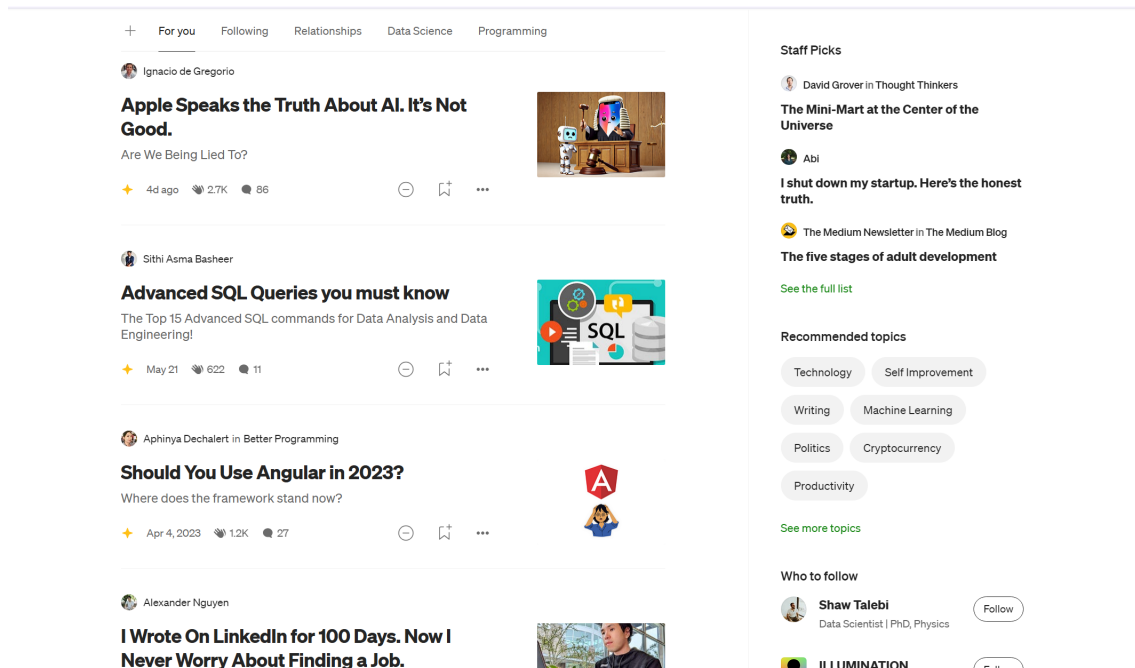 For you
Following
Relationships
Data Science
Programming
Ignacio de Gregorio
Apple Speaks the Truth About AI. It's Not
Good.
Are We Being Lied To?
4d ago
2.7K
86
Sithi Asma Basheer
Advanced SQL Queries you must know
The Top 15 Advanced SQL commands for Data Analysis and Data
Engineering!
May 21
622
11
SQL
Aphinya Dechalert in Better Programming
Should You Use Angular in 2023?
Where does the framework stand now?
Apr 4, 2023
1.2K
27
A
Alexander Nguyen
I Wrote On LinkedIn for 100 Days. Now I
Never Worry About Finding a Job.
Staff Picks
David Grover in Thought Thinkers
The Mini-Mart at the Center of the
Universe
Abi
I shut down my startup. Here's the honest
truth.
The Medium Newsletter in The Medium Blog
The five stages of adult development
See the full list
Recommended topics
Technology
Self Improvement
Writing
Machine Learning
Politics
Cryptocurrency
Productivity
See more topics
Who to follow
Shaw Talebi
Data Scientist | PhD, Physics
Follow
ILLUMINATION
Follow